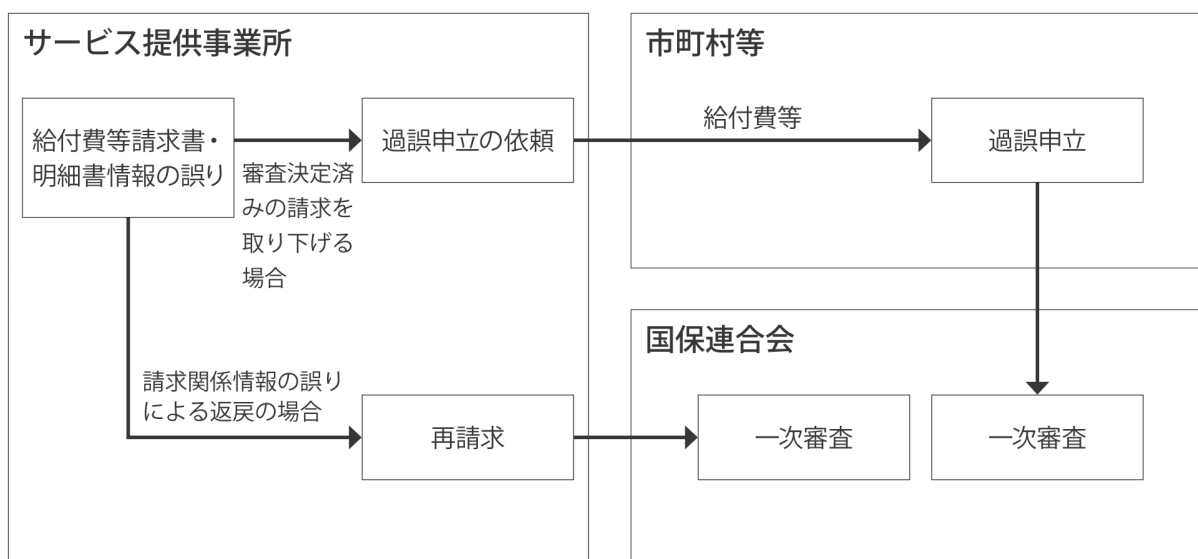 サービス提供事業所
給付費等請求書・
明細書情報の誤り
審査決定済
みの請求を
取り下げる
場合
過誤申立の依頼
請求関係情報の誤り
による返戻の場合
再請求
市町村等
給付費等
過誤申立
国保連合会
一次審査
一次審査